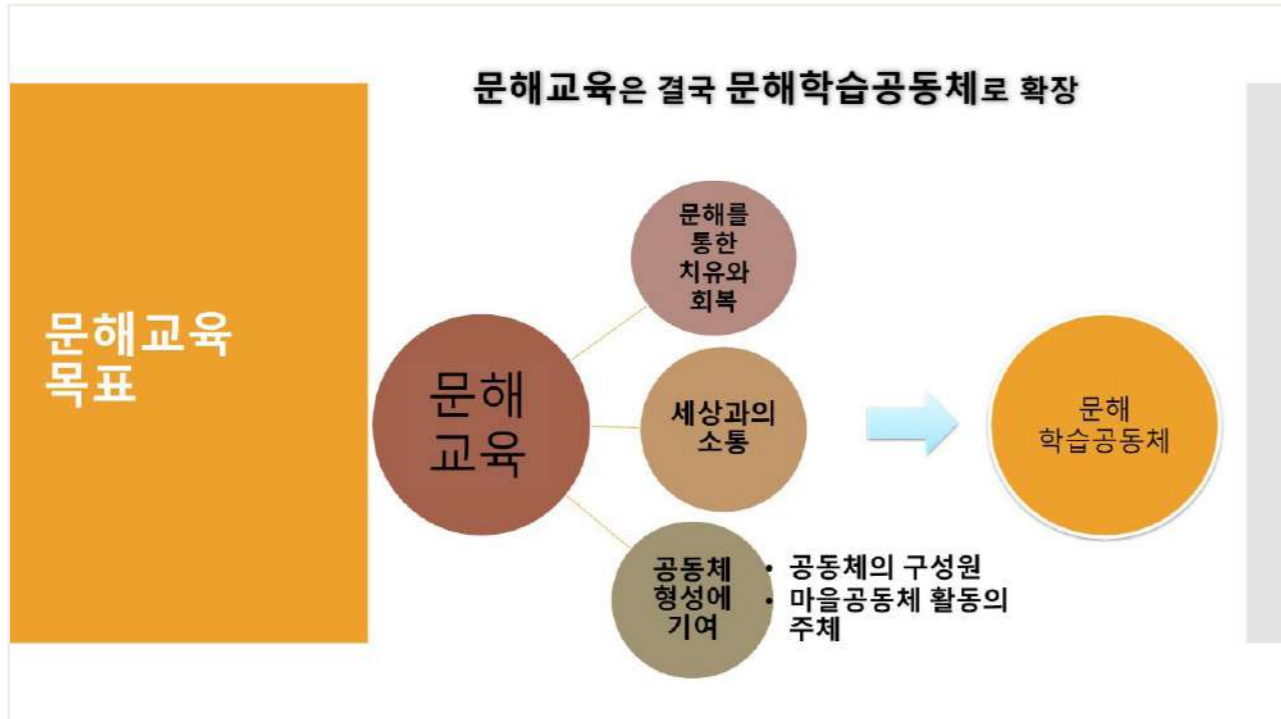 문해교육은 결국 문해학습공동체로 확장
문해교육
목표
문해
교육
문해를
통한
치유와
회복
세상과의
소통
공동체
형성에
기여
• 공동체의 구성원
• 마을공동체 활동의
주체
문해
학습공동체